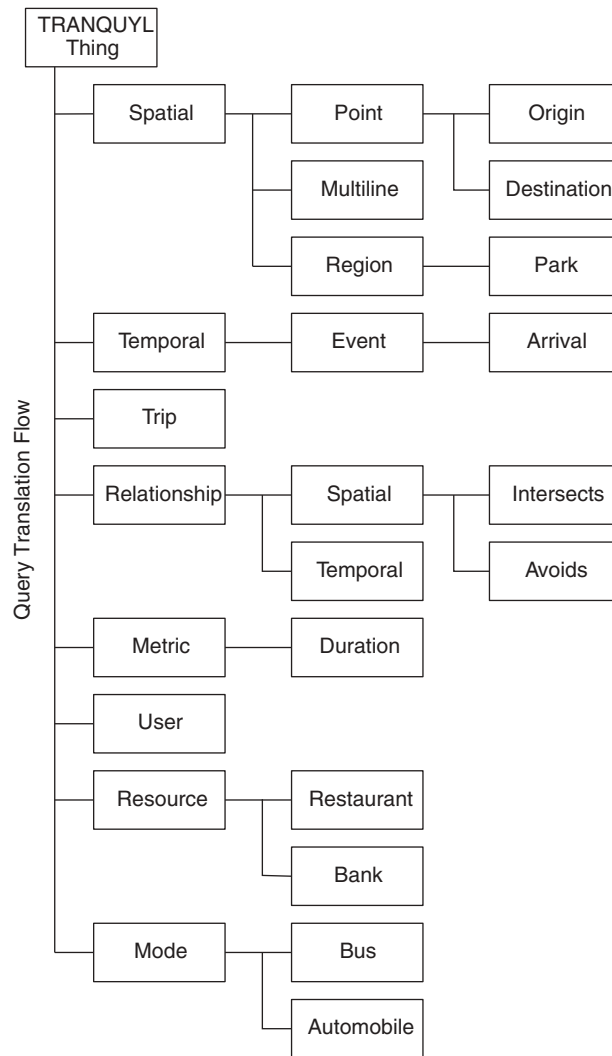 TRANQUYL
Thing
Spatial
Point
Origin
Multiline
Destination
Region
Park
Temporal
Event
Arrival
Trip
Relationship
Spatial
Intersects
Temporal
Avoids
Metric
Duration
User
Resource
Restaurant
Bank
Mode
Bus
Automobile
Query Translation Flow